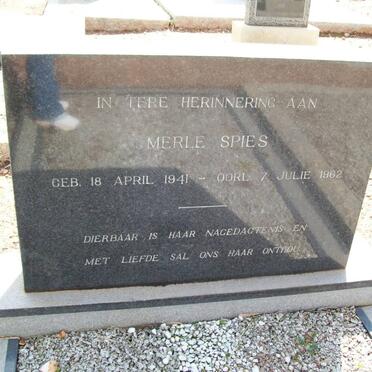 IN TERE HERINNERING AAN
MERLE SPIES
GEB. 18 APRIL 1941 - OORL. 7 JULIE 1962
DIERBAAR IS HAAR NAGEDAGTENIS EN
MET LIEFDE SAL ONS HAAR ONTHOU